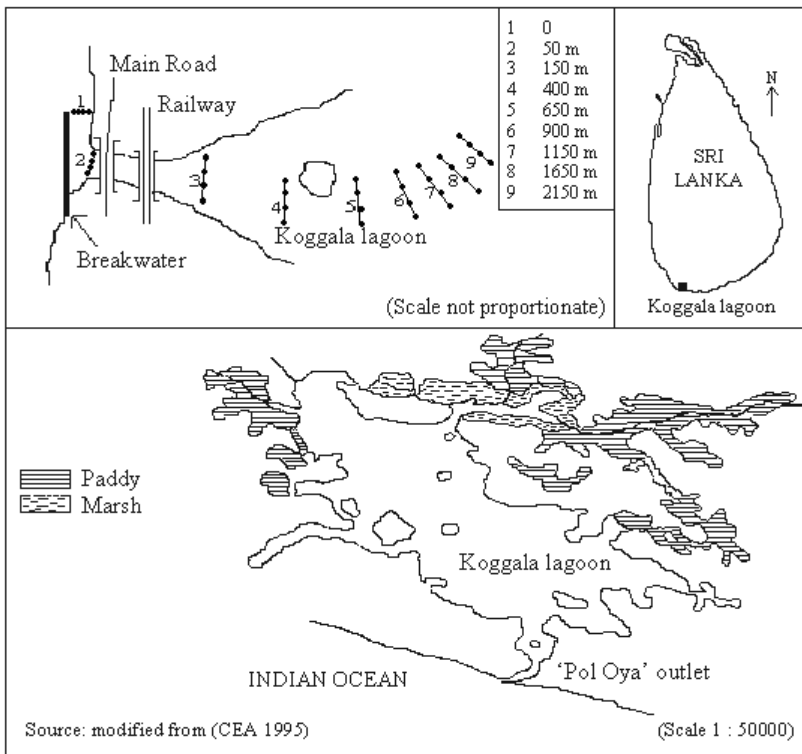 1 0
2 50 m
3 150 m
4 400 m
5 650 m
6 900 m
7 1150 m
8 1650 m
9 2150 m
Main Road
Railway
1
2
3
4
5
6
7
8
9
Koggala lagoon
Breakwater
(Scale not proportionate)
N
SRI
LANKA
Koggala lagoon
Paddy
Marsh
Koggala lagoon
INDIAN OCEAN
‘Pol Oya’ outlet
Source: modified from (CEA 1995)
(Scale 1 : 50000)